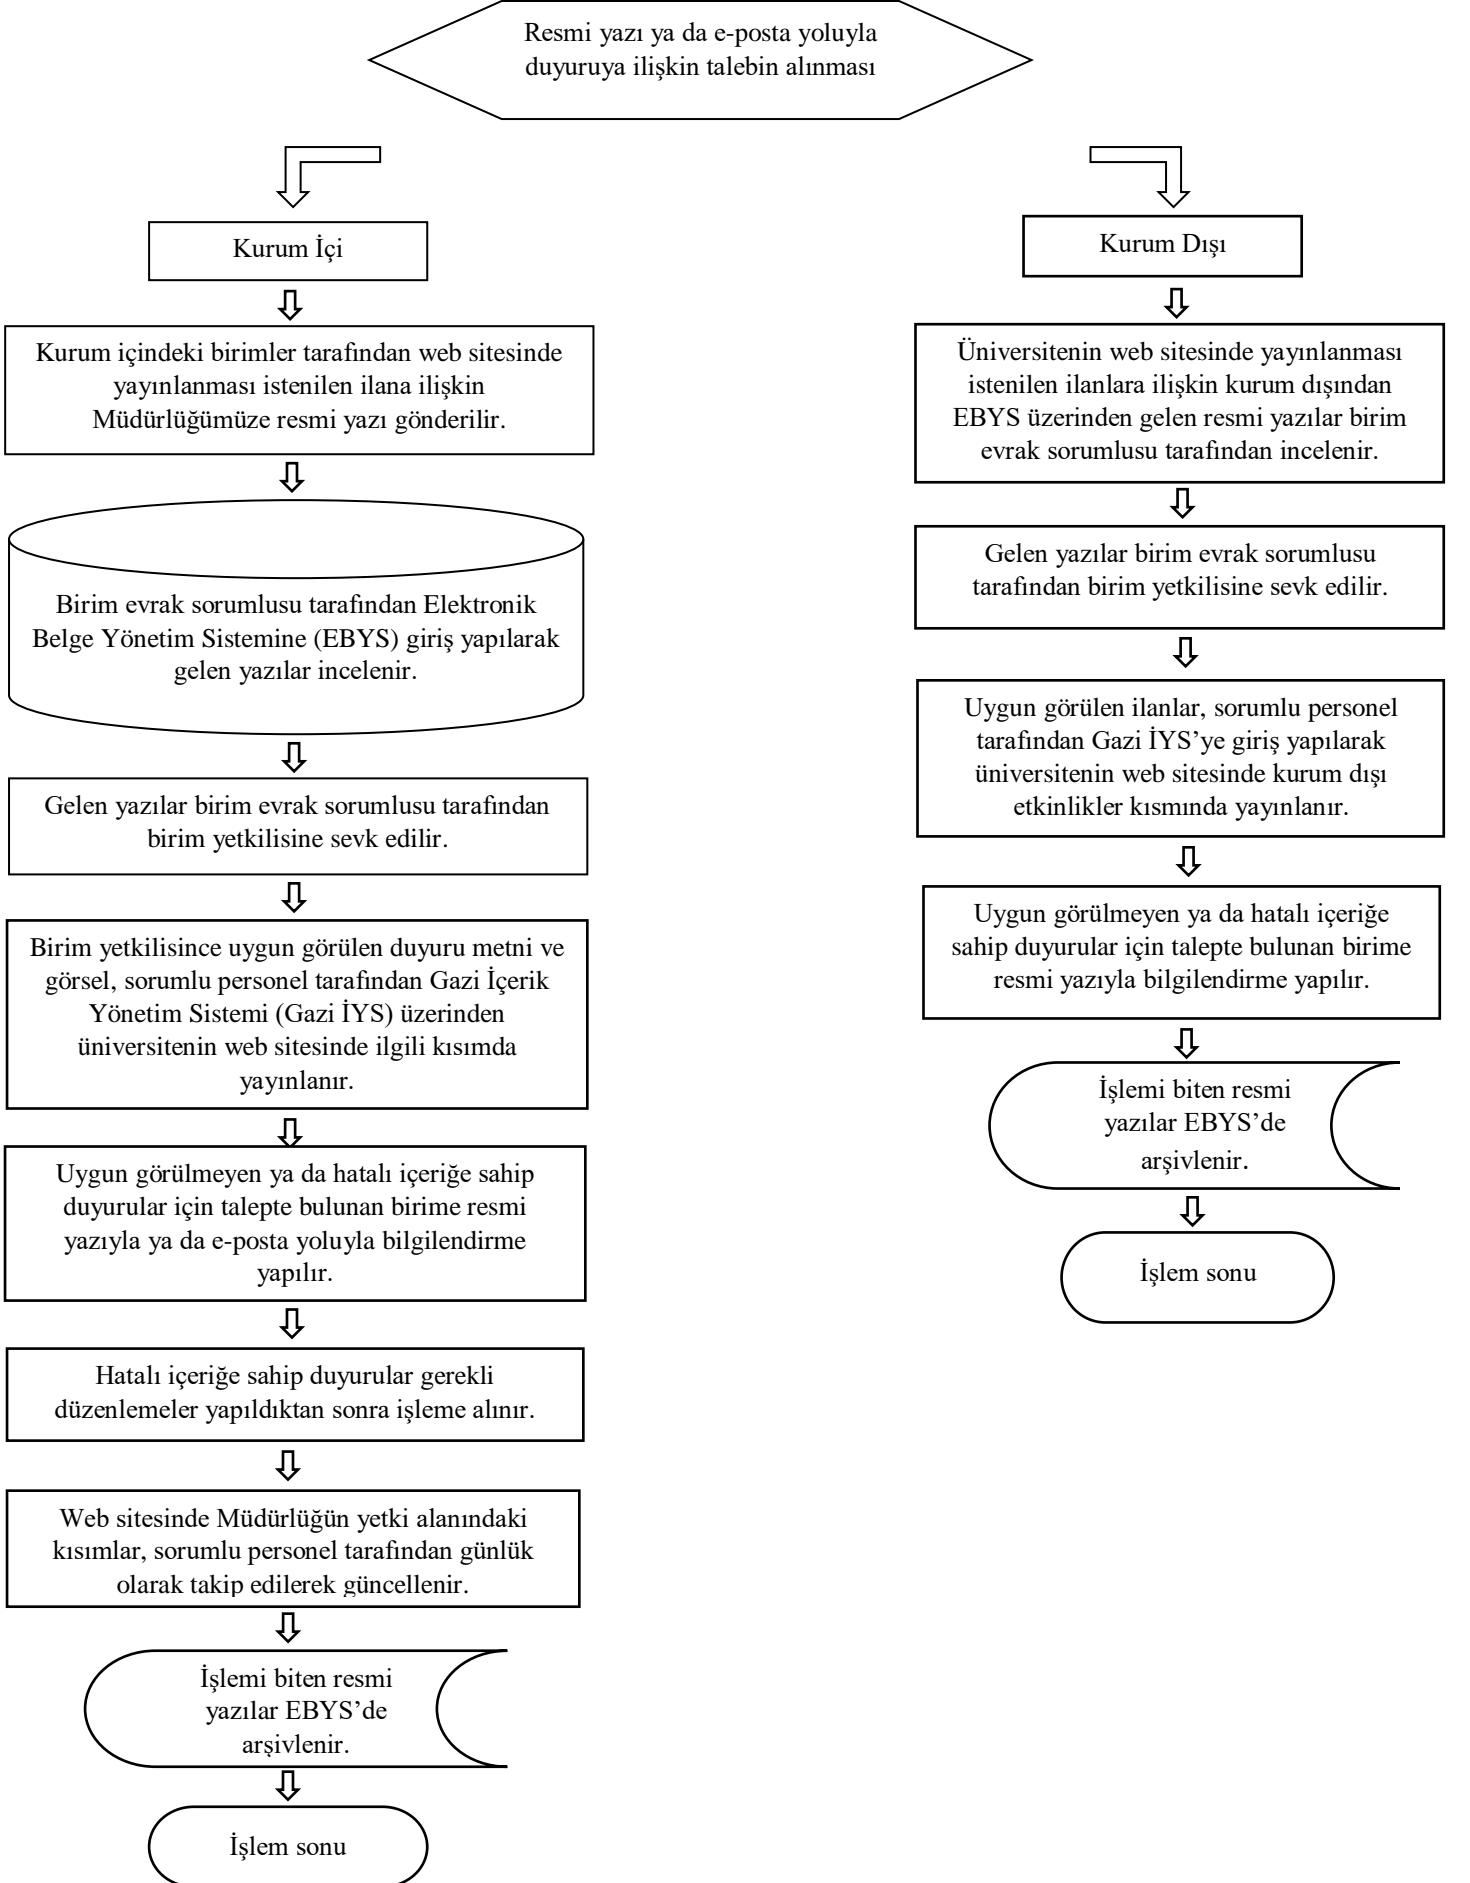 Resmi yazı ya da e-posta yoluyla
duyuruya ilişkin talebin alınması
Kurum İçi
Kurum içindeki birimler tarafından web sitesinde
yayınlanması istenilen ilana ilişkin
Müdürlüğümüze resmi yazı gönderilir.
Birim evrak sorumlusu tarafından Elektronik
Belge Yönetim Sistemine (EBYS) giriş yapılarak
gelen yazılar incelenir.
Gelen yazılar birim evrak sorumlusu tarafından
birim yetkilisine sevk edilir.
Birim yetkilisince uygun görülen duyuru metni ve
görsel, sorumlu personel tarafından Gazi İçerik
Yönetim Sistemi (Gazi İYS) üzerinden
üniversitenin web sitesinde ilgili kısımda
yayınlanır.
Uygun görülmeyen ya da hatalı içeriğe sahip
duyurular için talepte bulunan birime resmi
yazıyla ya da e-posta yoluyla bilgilendirme
yapılır.
Hatalı içeriğe sahip duyurular gerekli
düzenlemeler yapıldıktan sonra işleme alınır.
Web sitesinde Müdürlüğün yetki alanındaki
kısımlar, sorumlu personel tarafından günlük
olarak takip edilerek güncellenir.
İşlemi biten resmi
yazılar EBYS’de
arşivlenir.
İşlem sonu
Kurum Dışı
Üniversitenin web sitesinde yayınlanması
istenilen ilanlara ilişkin kurum dışından
EBYS üzerinden gelen resmi yazılar birim
evrak sorumlusu tarafından incelenir.
Gelen yazılar birim evrak sorumlusu
tarafından birim yetkilisine sevk edilir.
Uygun görülen ilanlar, sorumlu personel
tarafından Gazi İYS’ye giriş yapılarak
üniversitenin web sitesinde kurum dışı
etkinlikler kısmında yayınlanır.
Uygun görülmeyen ya da hatalı içeriğe
sahip duyurular için talepte bulunan birime
resmi yazıyla bilgilendirme yapılır.
İşlemi biten resmi
yazılar EBYS’de
arşivlenir.
İşlem sonu